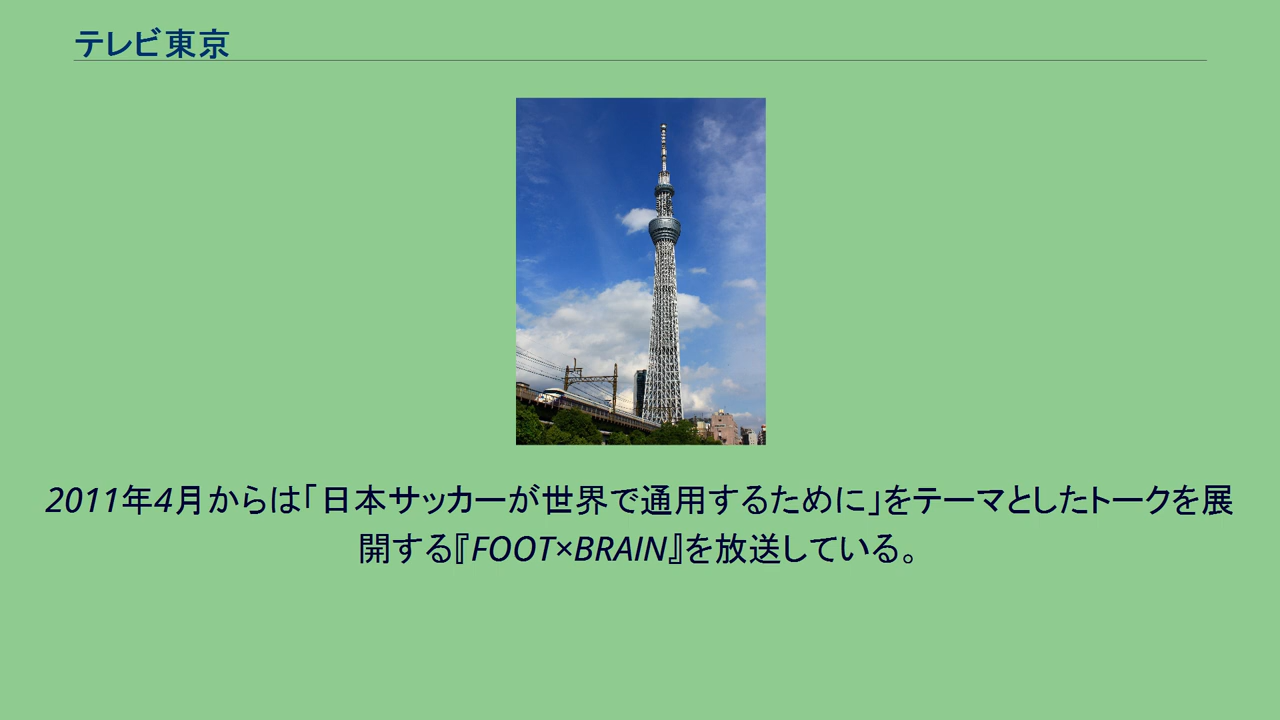 テレビ東京
2011年4月からは「日本サッカーが世界で通用するために」をテーマとしたトークを展
開する『FOOT×BRAIN』を放送している。